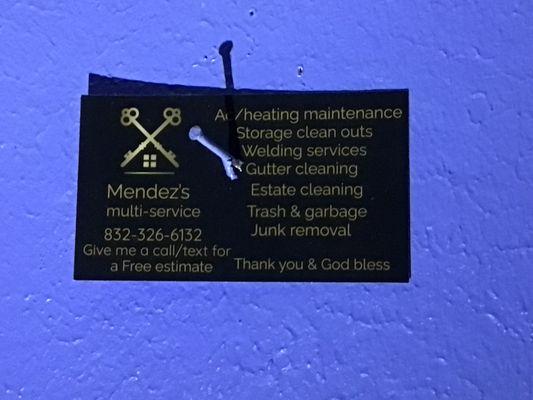 Mendez's
multi-service
832-326-6132
Give me a call/text for
a Free estimate
Ac/heating maintenance
Storage clean outs
Welding services
Gutter cleaning
Estate cleaning
Trash & garbage
Junk removal
Thank you & God bless